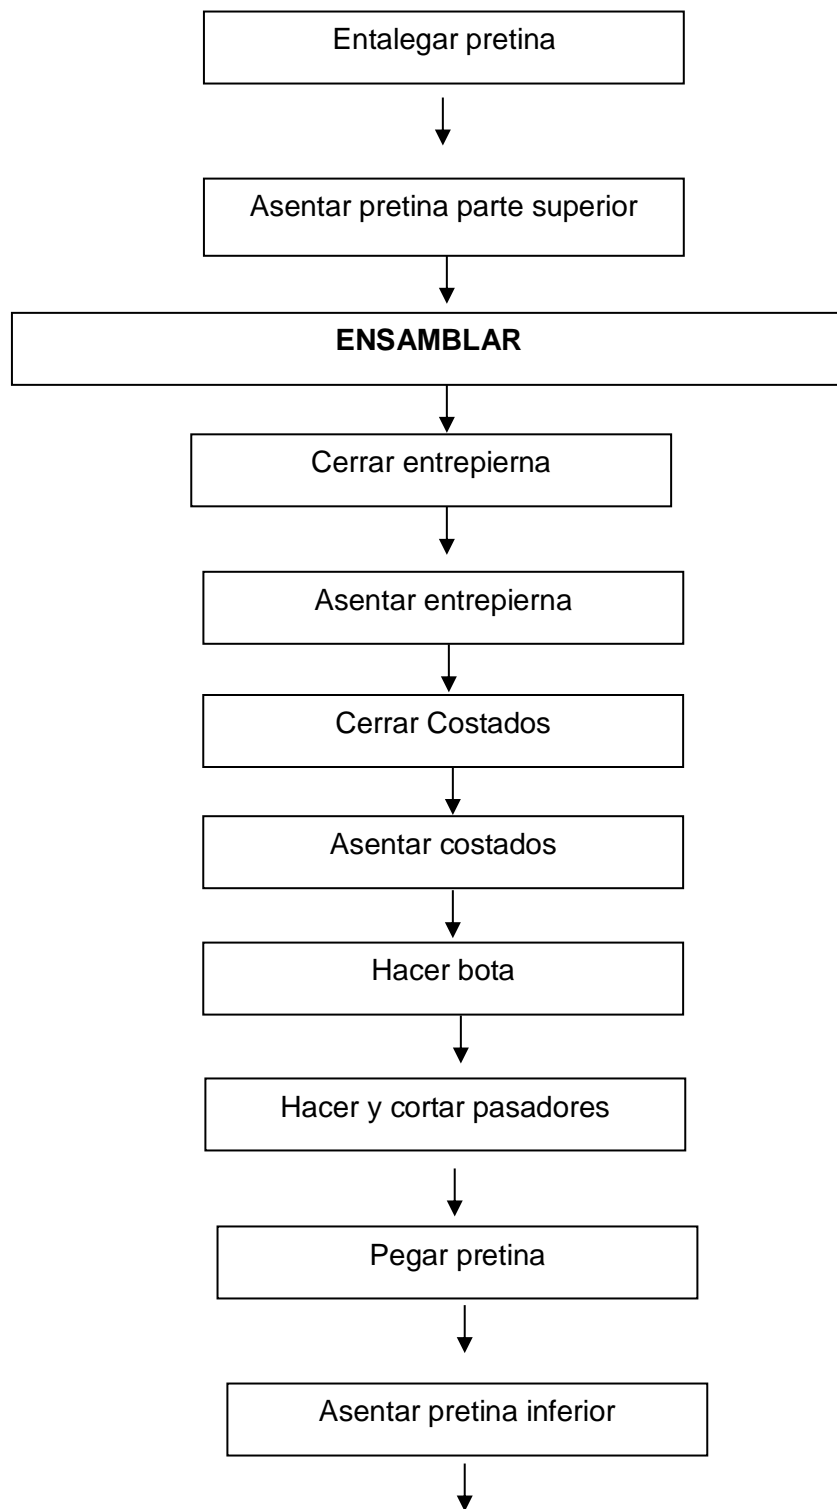 Entalegar pretina
Asentar pretina parte superior
ENSAMBLAR
Cerrar entrepierna
Asentar entrepierna
Cerrar Costados
Asentar costados
Hacer bota
Hacer y cortar pasadores
Pegar pretina
Asentar pretina inferior